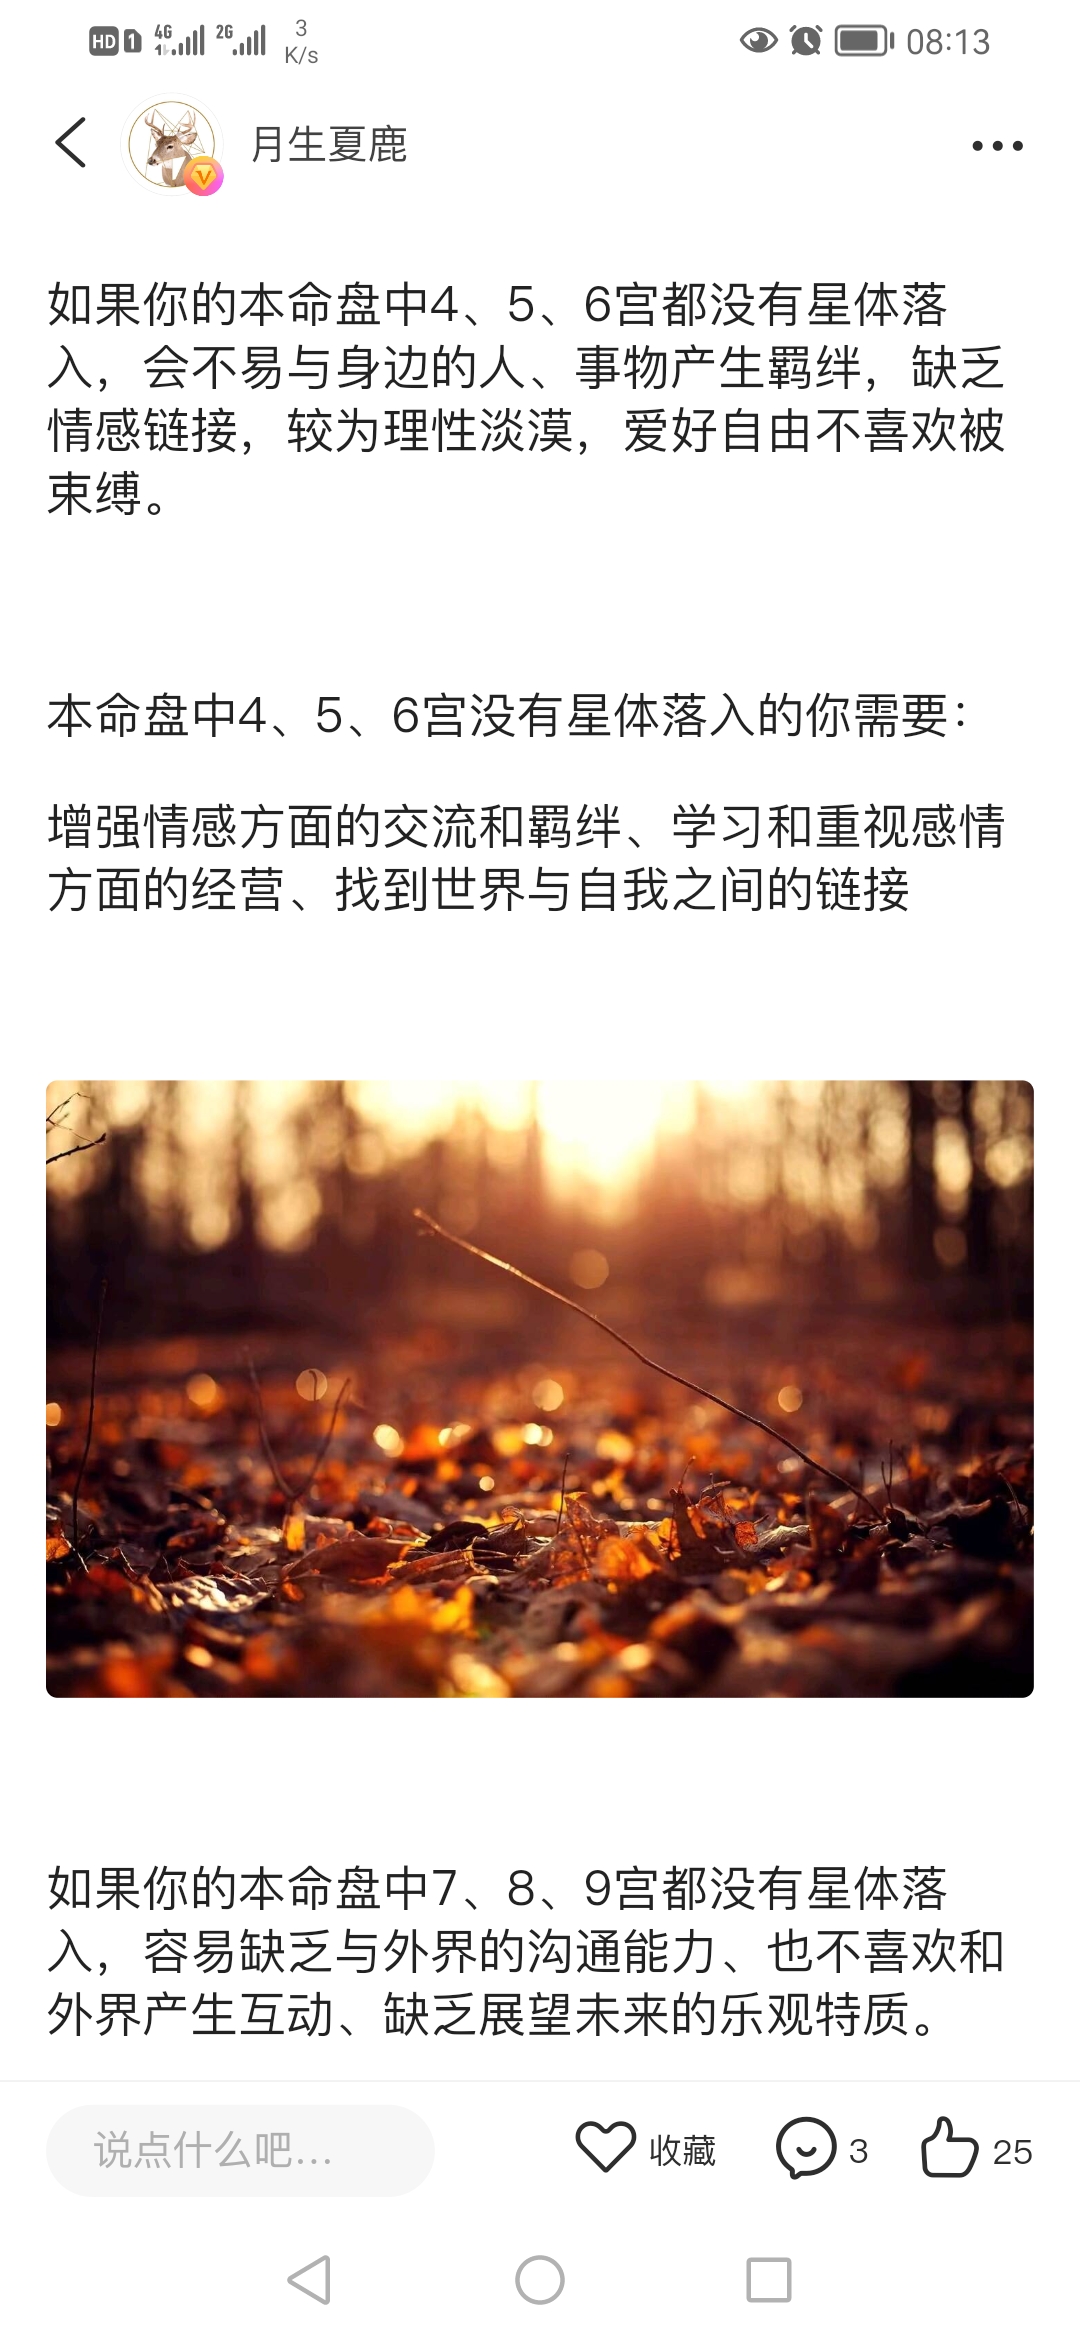 HD 1 4G 2G 3 K/s 08:13
月生夏鹿
如果你的本命盘中4、5、6宫都没有星体落
入，会不易与身边的人、事物产生羁绊，缺乏
情感链接，较为理性淡漠，爱好自由不喜欢被
束缚。
本命盘中4、5、6宫没有星体落入的你需要：
增强情感方面的交流和羁绊、学习和重视感情
方面的经营、找到世界与自我之间的链接
如果你的本命盘中7、8、9宫都没有星体落
入，容易缺乏与外界的沟通能力、也不喜欢和
外界产生互动、缺乏展望未来的乐观特质。
说点什么吧... 收藏 3 25